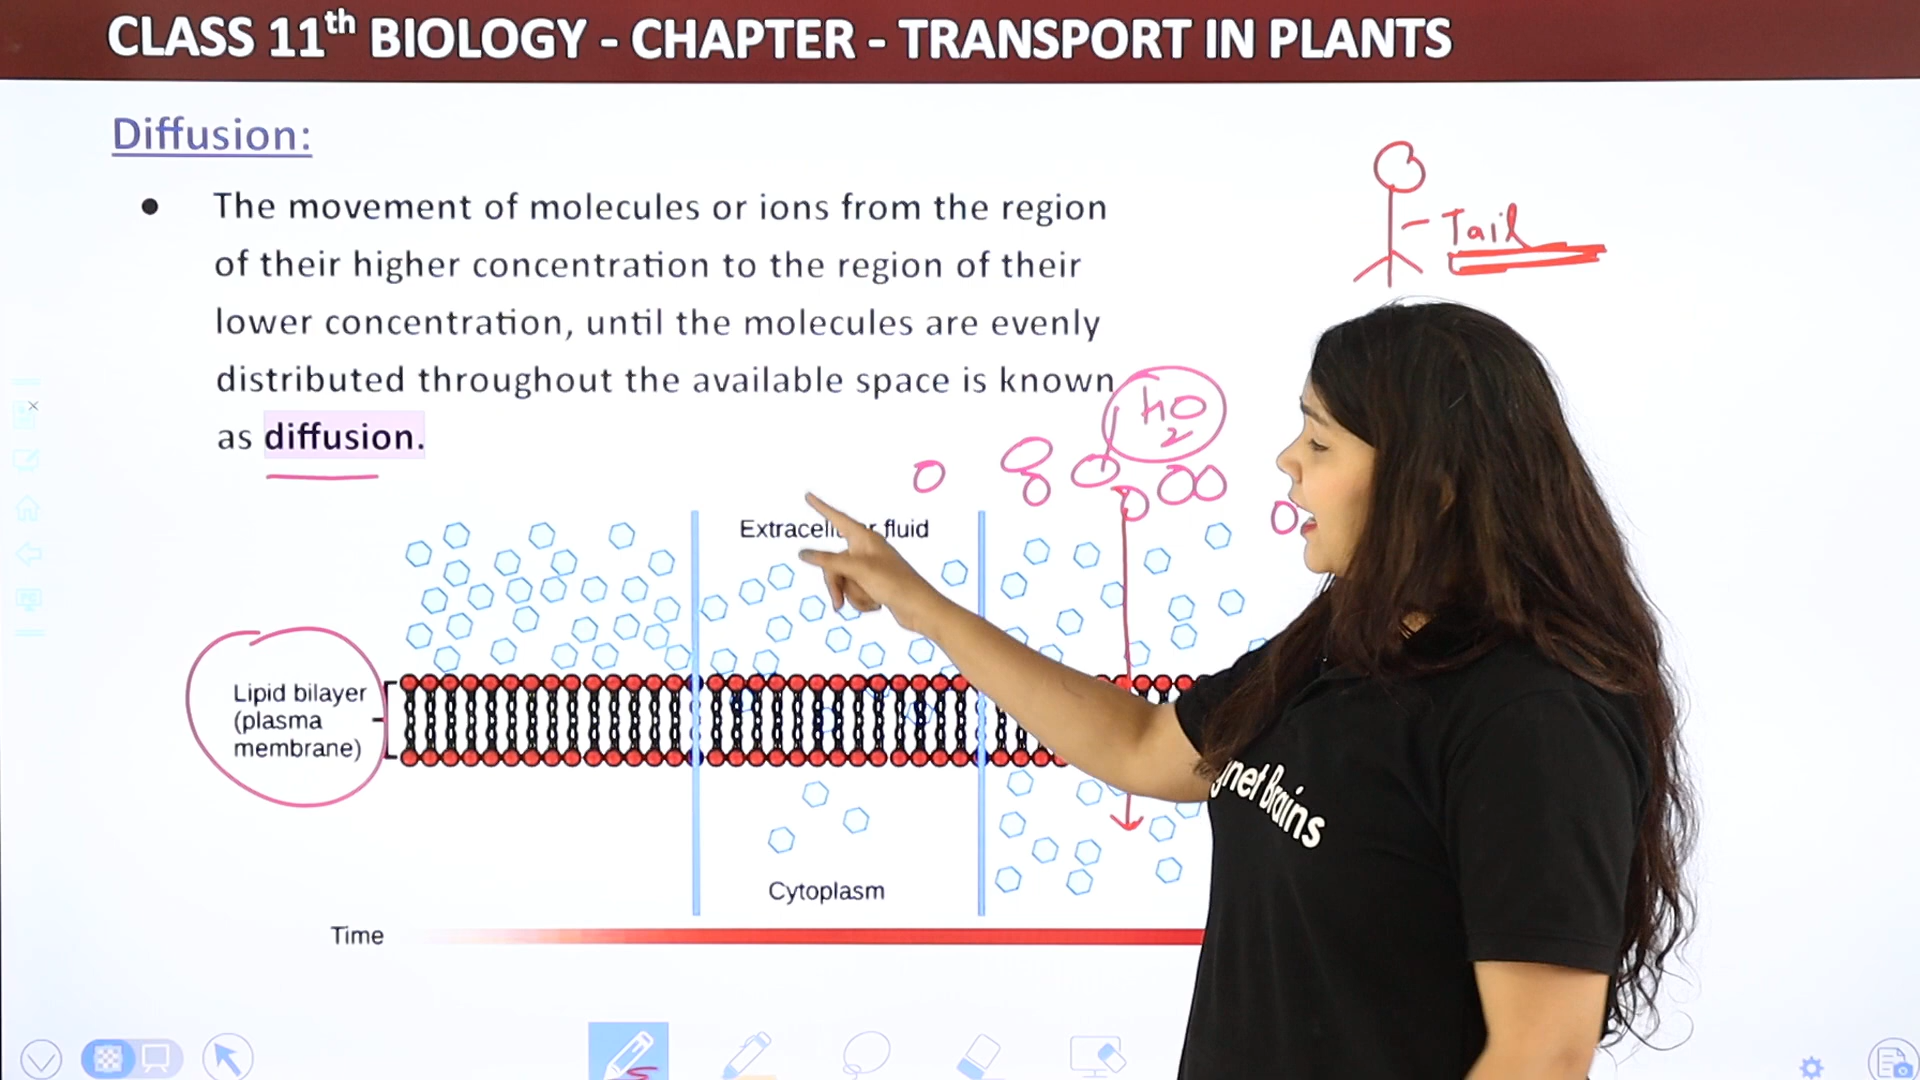 CLASS 11th BIOLOGY - CHAPTER - TRANSPORT IN PLANTS
Diffusion:
Tail
● The movement of molecules or ions from the region
of their higher concentration to the region of their
lower concentration, until the molecules are evenly
distributed throughout the available space is known
as diffusion.
H2O
fluid
Lipid bilayer
(plasma
membrane)
gnet Brains
Cytoplasm
Time